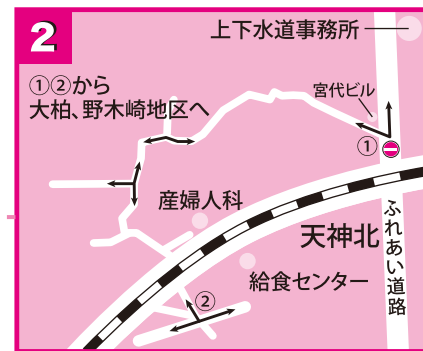 2
上下水道事務所
①②から
大柏、野木崎地区へ
宮代ビル
①
産婦人科
天神北
ふれあい道路
給食センター
②